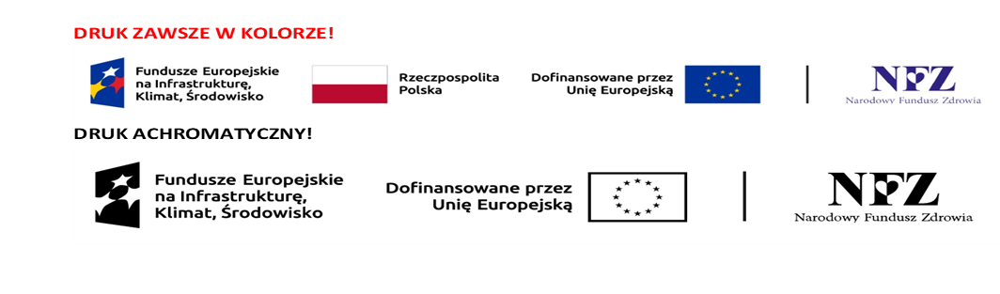 DRUK ZAWSZE W KOLORZE!
Fundusze Europejskie
na Infrastrukturę,
Klimat, Środowisko
Rzeczpospolita
Polska
Dofinansowane przez
Unię Europejską
NFZ
Narodowy Fundusz Zdrowia
DRUK ACHROMATYCZNY!
Fundusze Europejskie
na Infrastrukturę,
Klimat, Środowisko
Dofinansowane przez
Unię Europejską
NFZ
Narodowy Fundusz Zdrowia